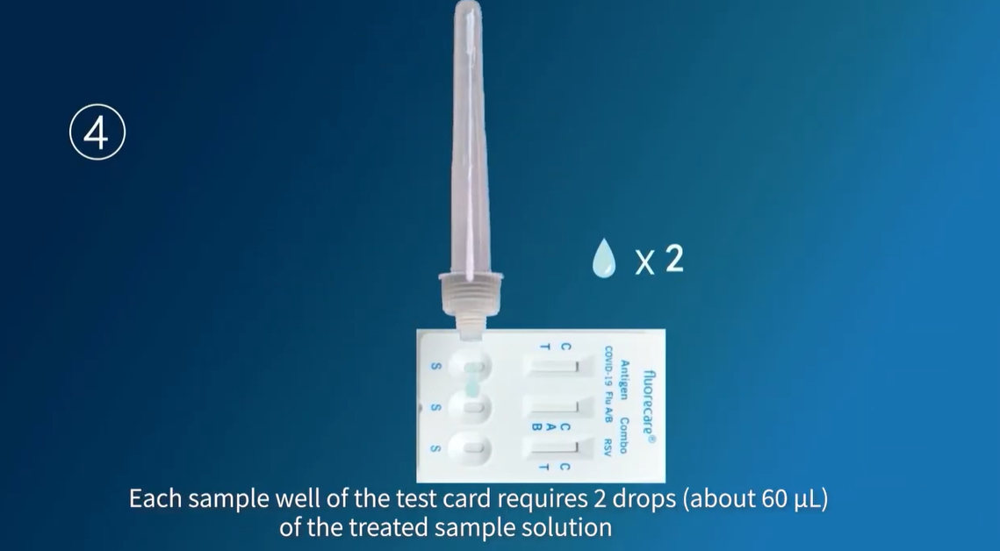 4
X 2
fluorecare®
Antigen Combo
COVID-19 Flu A/B RSV
C C C
T A T
B
S S S
Each sample well of the test card requires 2 drops (about 60 μL)
of the treated sample solution